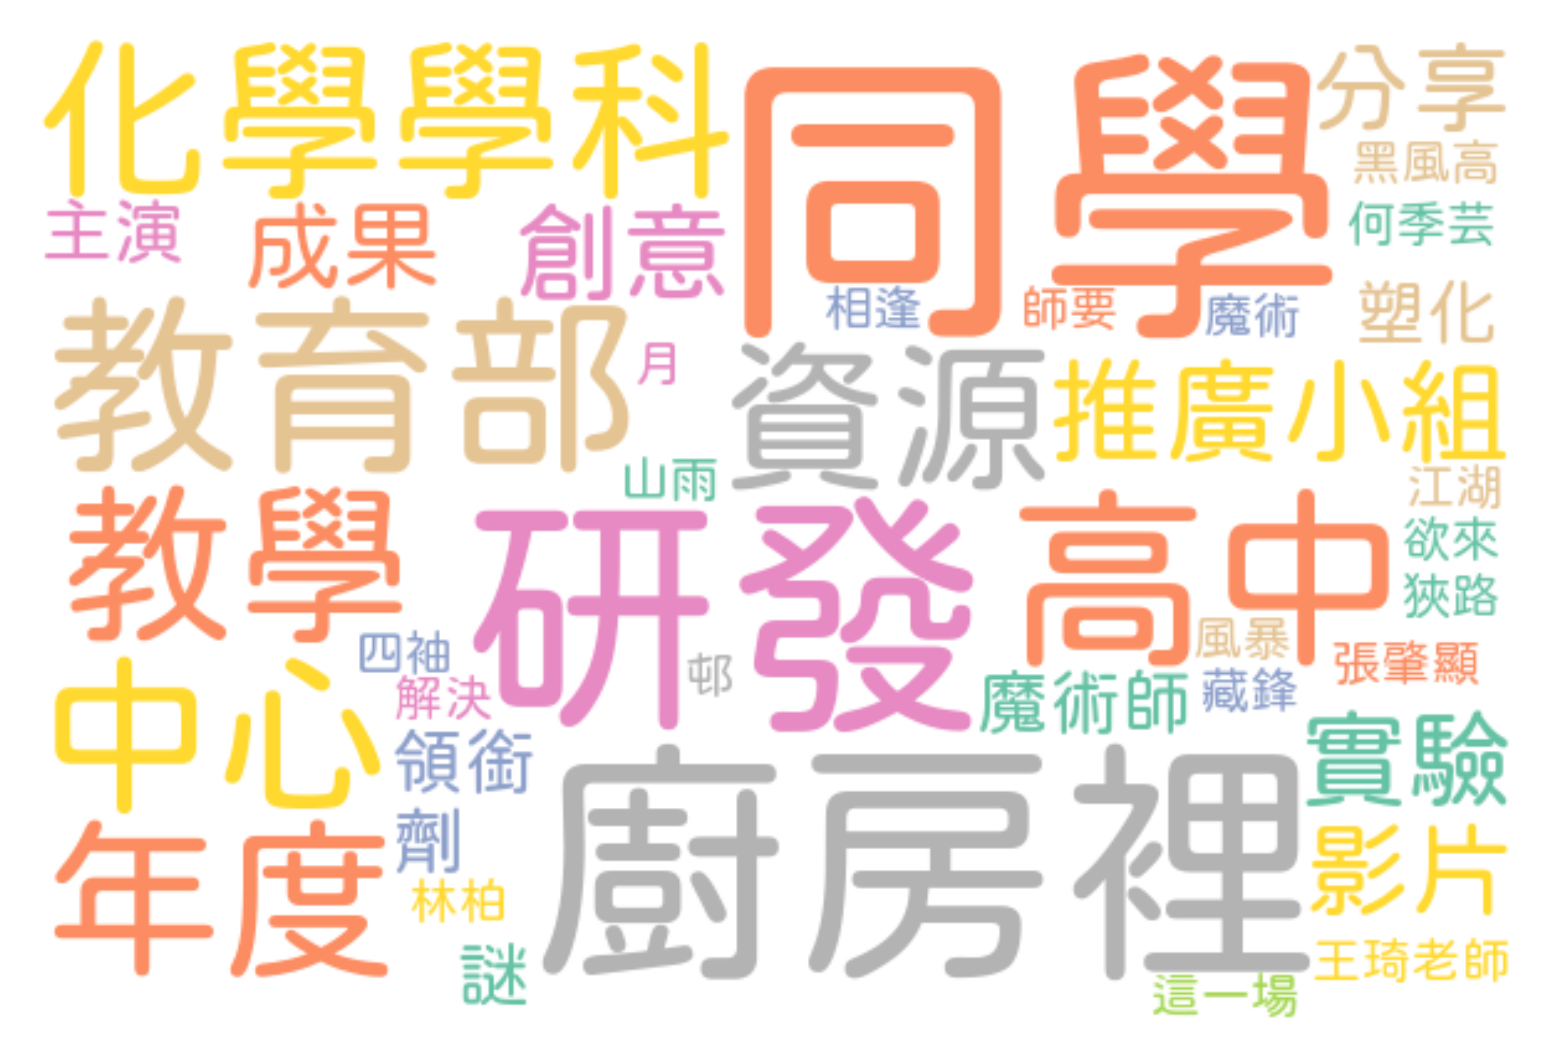 化學學科
同學
分享
黑風高
主演
成果
創意
何季芸
相逢
師要
魔術
塑化
教育部
月
資源
推廣小組
山雨
江湖
教學
研發
高中
欲來
狹路
四袖
邨
風暴
張肇顯
中心
解決
魔術師
藏鋒
領銜
廚房裡
實驗
年度
劑
影片
林柏
謎
王琦老師
這一場